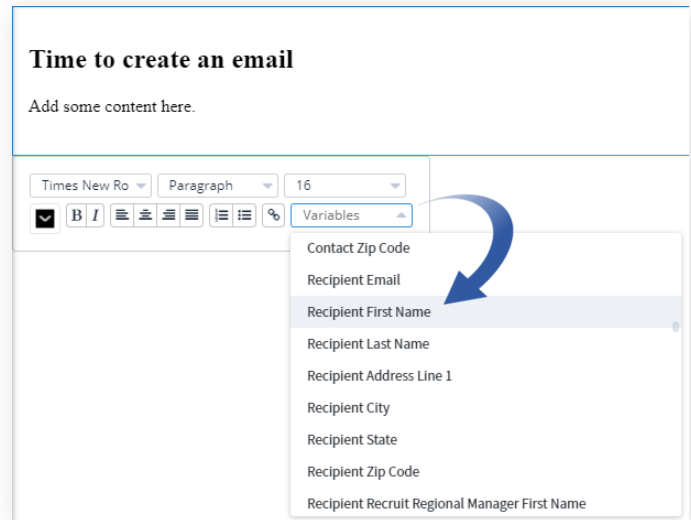 Time to create an email
Add some content here.
Times New Ro
Paragraph
16
B I
Variables
Contact Zip Code
Recipient Email
Recipient First Name
Recipient Last Name
Recipient Address Line 1
Recipient City
Recipient State
Recipient Zip Code
Recipient Recruit Regional Manager First Name